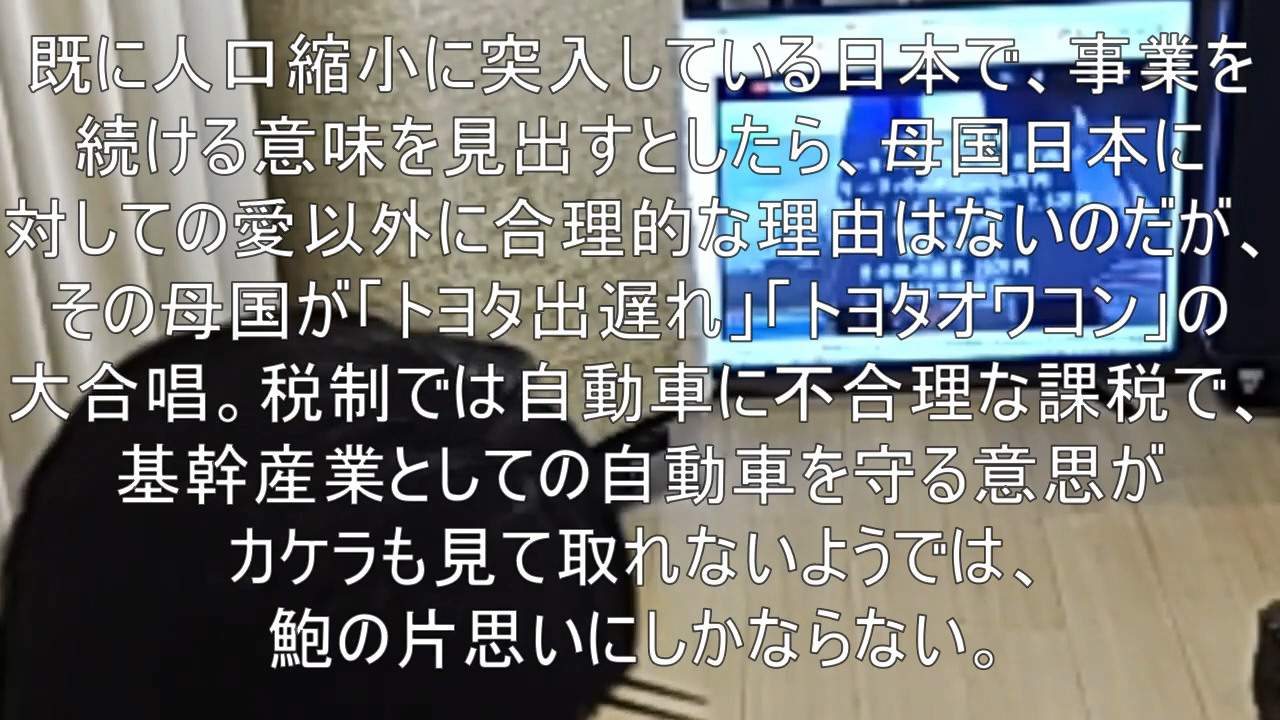 既に人口縮小に突入している日本で、事業を
続ける意味を見出すとしたら、母国日本に
対しての愛以外に合理的な理由はないのだが、
その母国が「トヨタ出遅れ」「トヨタオワコン」の
大合唱。税制では自動車に不合理な課税で、
基幹産業としての自動車を守る意思が
カケラも見て取れないようでは、
鮑の片思いにしかならない。